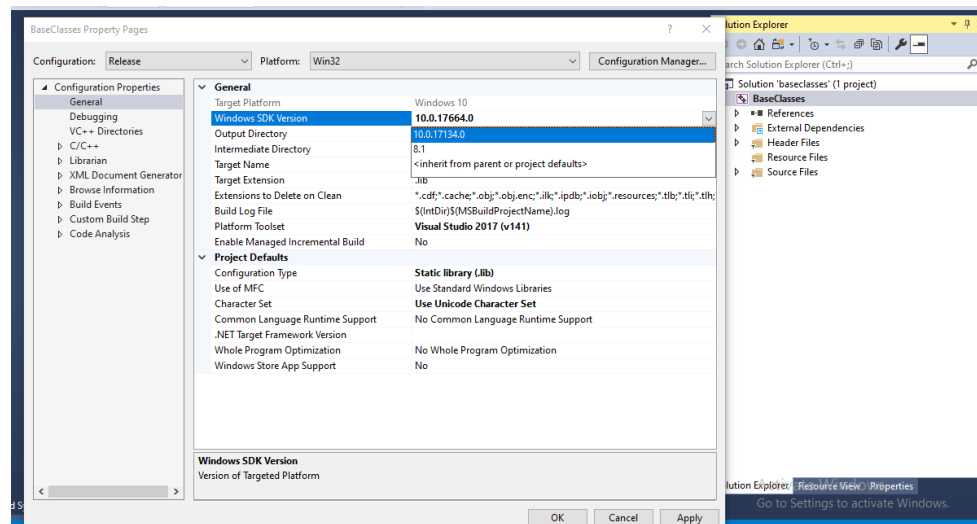 BaseClasses Property Pages
?
Configuration: Release Platform: Win32 Configuration Manager...
Configuration Properties
General
Debugging
VC++ Directories
C/C++
Librarian
XML Document Generator
Browse Information
Build Events
Custom Build Step
Code Analysis
General
Target Platform Windows 10
Windows SDK Version 10.0.17664.0
Output Directory 10.0.17134.0
Intermediate Directory 8.1
Target Name <inherit from parent or project defaults>
Target Extension .lib
Extensions to Delete on Clean *.cdf;*.cache;*.obj;*.obj.enc;*.ilk;*.ipdb;*.iobj;*.resources;*.tlb;*.tli;*.tlh;
Build Log File $(IntDir)$(MSBuildProjectName).log
Platform Toolset Visual Studio 2017 (v141)
Enable Managed Incremental Build No
Project Defaults
Configuration Type Static library (.lib)
Use of MFC Use Standard Windows Libraries
Character Set Use Unicode Character Set
Common Language Runtime Support No Common Language Runtime Support
.NET Target Framework Version
Whole Program Optimization No Whole Program Optimization
Windows Store App Support No
Windows SDK Version
Version of Targeted Platform
OK Cancel Apply
lution Explorer
arch Solution Explorer (Ctrl+;)
Solution 'baseclasses' (1 project)
BaseClasses
References
External Dependencies
Header Files
Resource Files
Source Files
lution Explorer Resource View Properties
Activate Windows
Go to Settings to activate Windows.